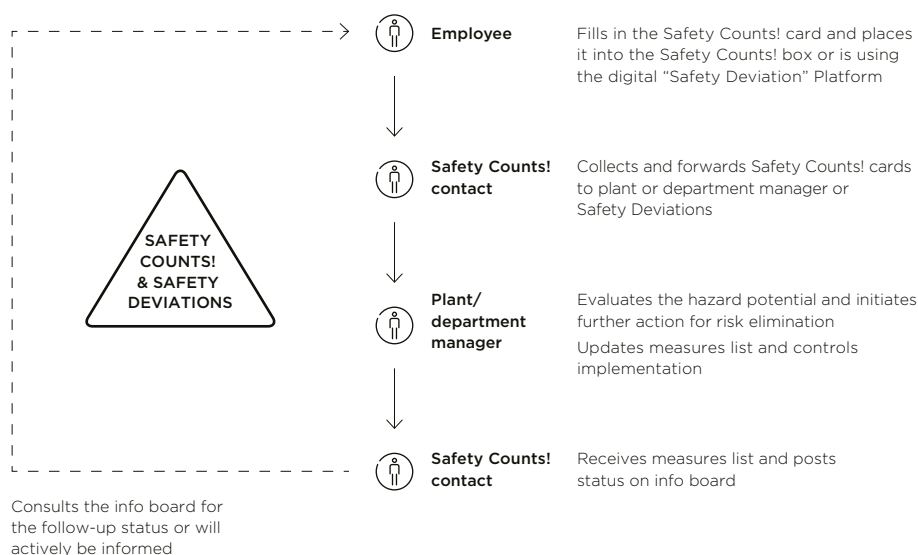 Employee
Fills in the Safety Counts! card and places
it into the Safety Counts! box or is using
the digital “Safety Deviation” Platform
Safety Counts!
contact
Collects and forwards Safety Counts! cards
to plant or department manager or
Safety Deviations
SAFETY
COUNTS!
& SAFETY
DEVIATIONS
Plant/
department
manager
Evaluates the hazard potential and initiates
further action for risk elimination
Updates measures list and controls
implementation
Safety Counts!
contact
Receives measures list and posts
status on info board
Consults the info board for
the follow-up status or will
actively be informed